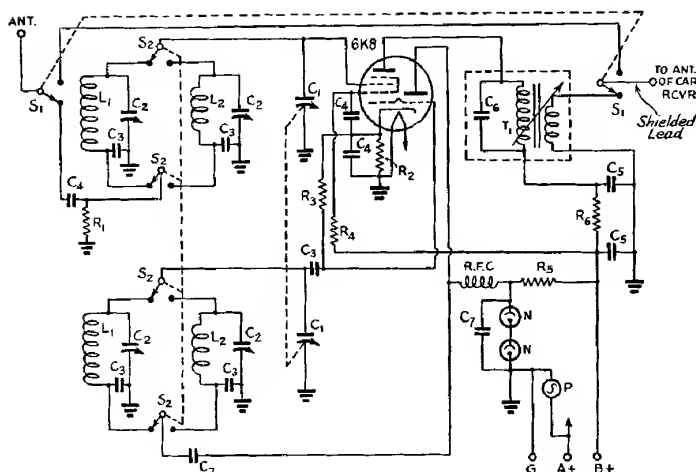 ANT.
S₁
S₂
L₁
C₂
C₃
L₂
C₂
C₃
S₂
C₄
R₁
C₁
6K8
C₄
C₄
R₂
R₃
R₄
C₆
T₁
S₁
TO ANT.
OF CAR
RCVR
Shielded
Lead
C₅
R₆
C₅
S₂
L₁
C₂
C₃
L₂
C₂
C₃
S₂
C₇
C₃
C₁
R.F.C
R₅
C₇
N
N
P
G
A+
B+